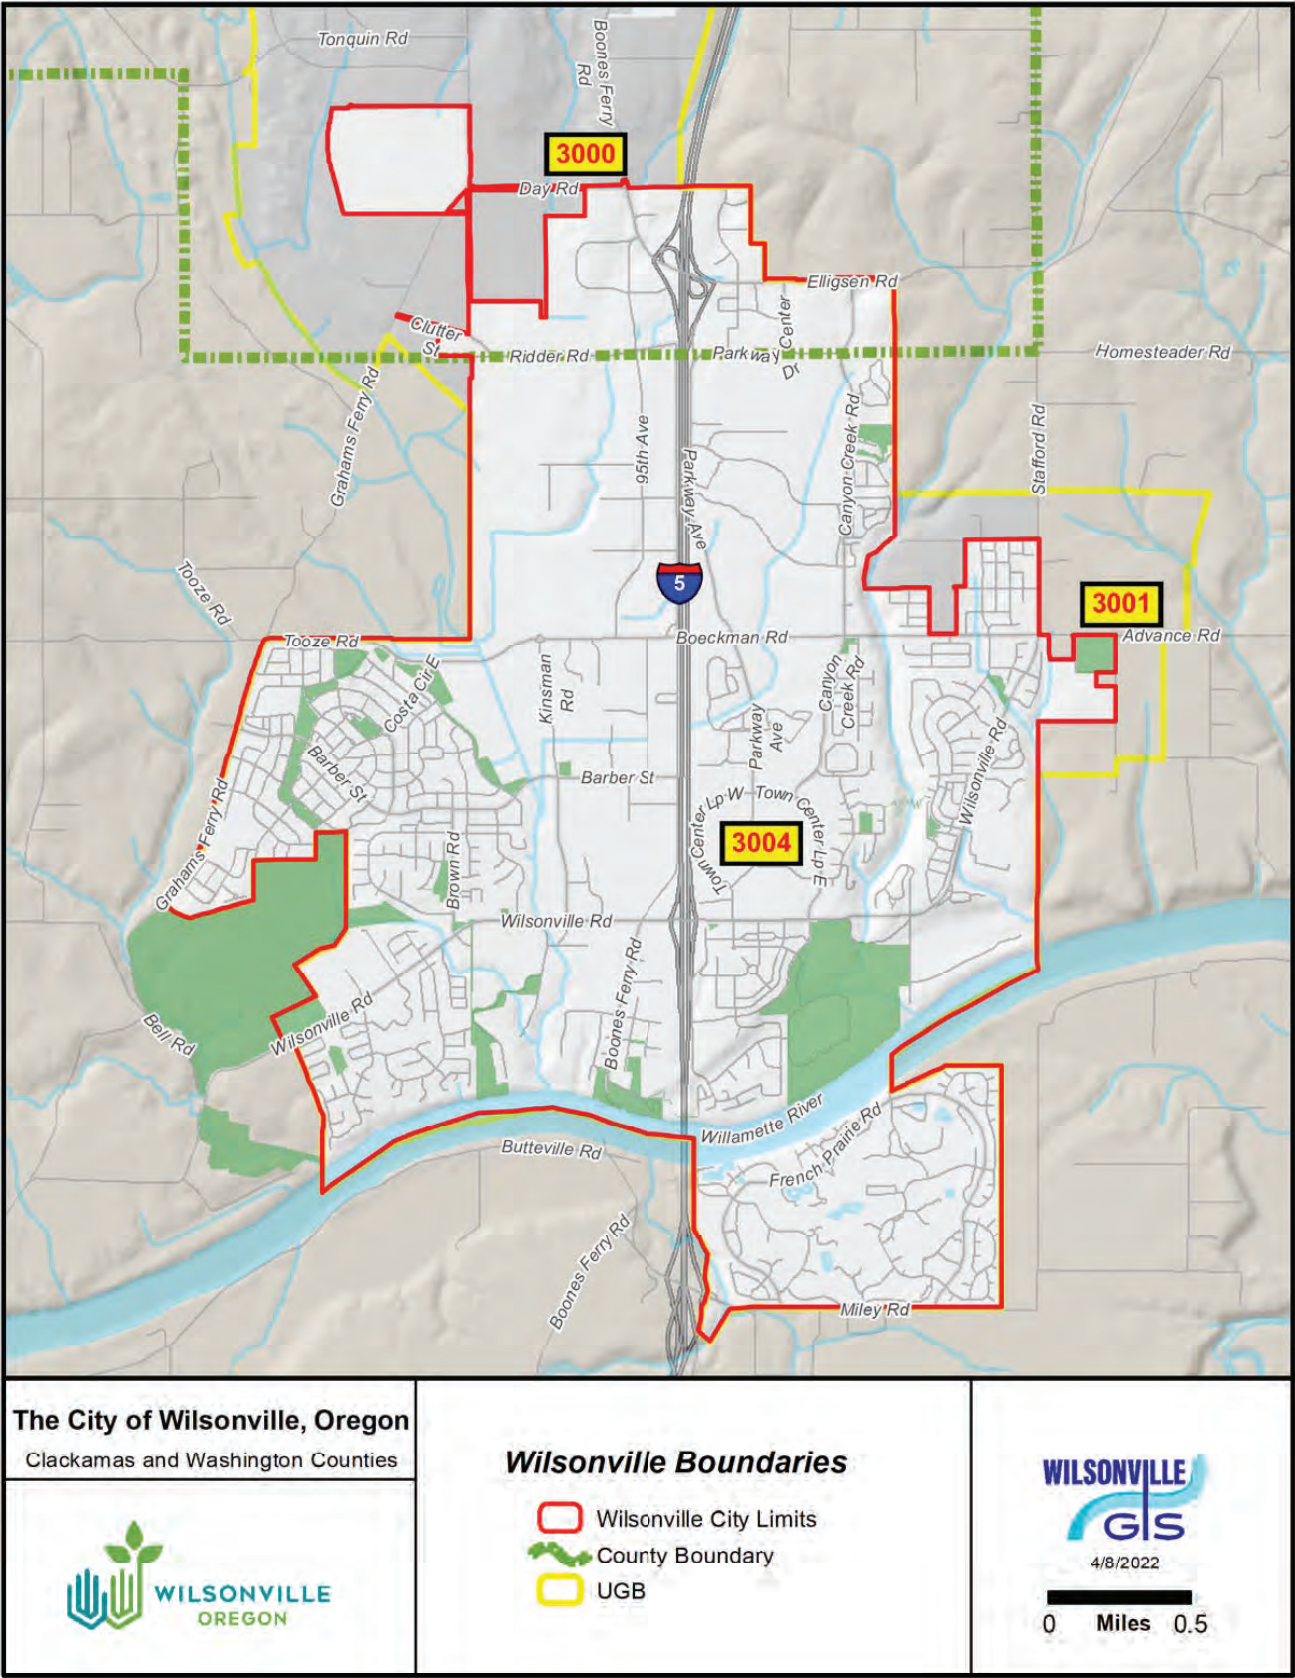 Tonquin Rd
Boones Ferry
Rd
3000
Day Rd
Elligsen Rd
Clutter
St
Ridder Rd
Parkway
Center
Dr
Homesteader Rd
Grahams Ferry Rd
95th Ave
Parkway Ave
Canyon Creek Rd
Stafford Rd
5
Tooze Rd
3001
Tooze Rd
Boeckman Rd
Advance Rd
Costa Cir E
Kinsman
Rd
Canyon
Creek Rd
Parkway
Ave
Wilsonville Rd
Barber St
Barber St
Grahams Ferry Rd
Town Center Lp W
Town Center Lp E
3004
Brown Rd
Wilsonville Rd
Boones Ferry Rd
Wilsonville Rd
Bell Rd
Willamette River
French Prairie Rd
Butteville Rd
Boones Ferry Rd
Miley Rd
The City of Wilsonville, Oregon
Clackamas and Washington Counties
WILSONVILLE
OREGON
Wilsonville Boundaries
Wilsonville City Limits
County Boundary
UGB
WILSONVILLE
GIS
4/8/2022
0 Miles 0.5